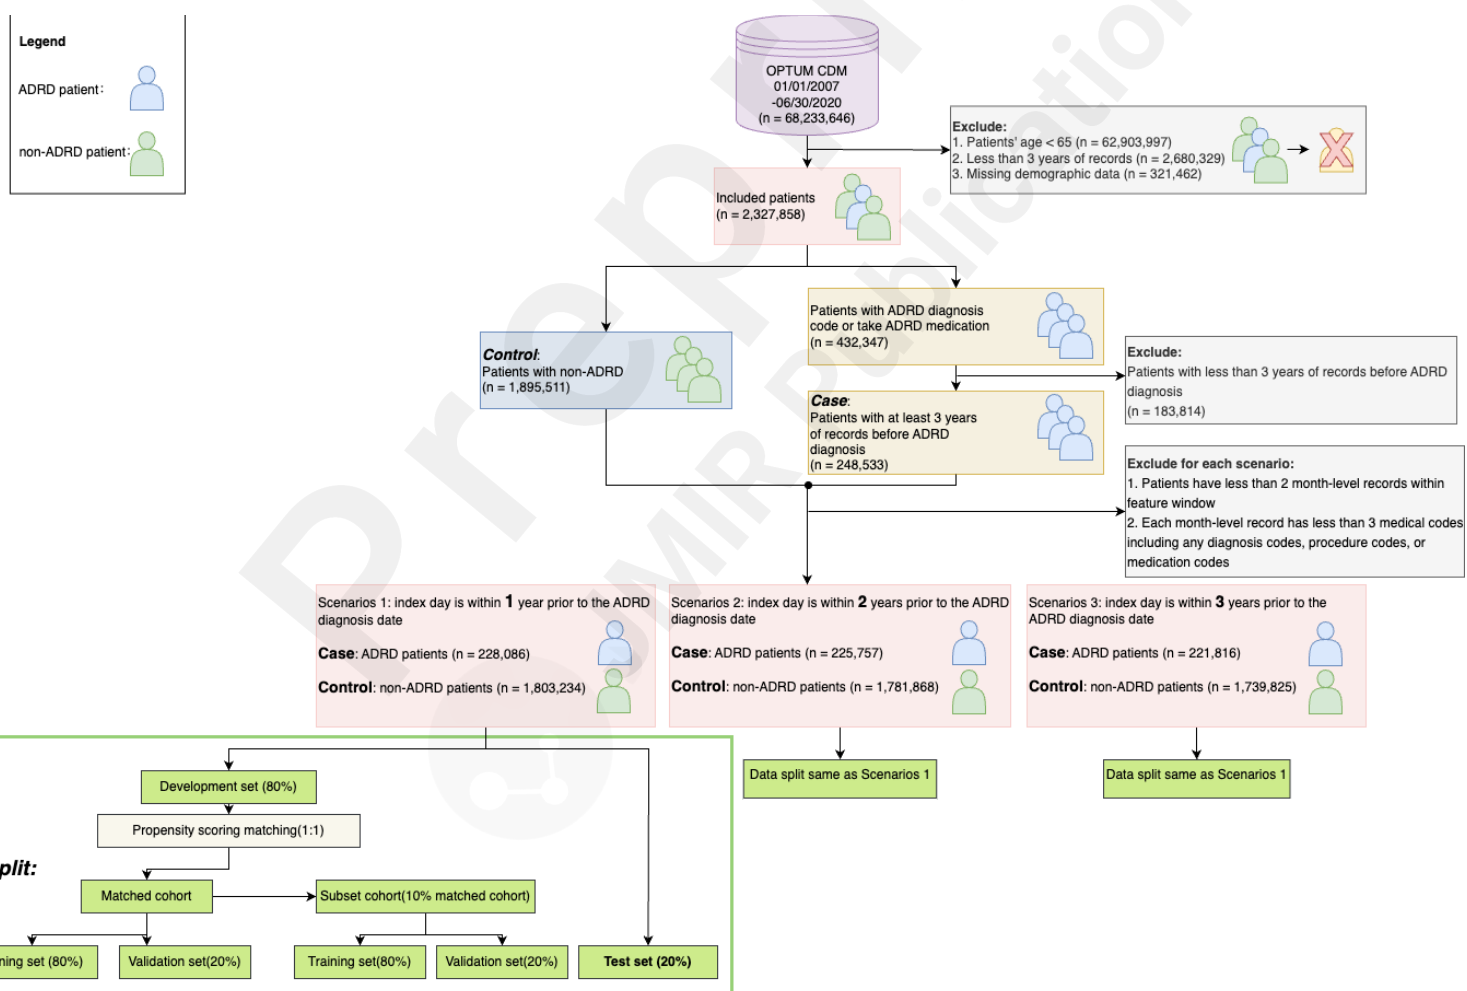 Legend
ADRD patient:
non-ADRD patient:
OPTUM CDM
01/01/2007
-06/30/2020
(n = 68,233,646)
Exclude:
1. Patients' age < 65 (n = 62,903,997)
2. Less than 3 years of records (n = 2,680,329)
3. Missing demographic data (n = 321,462)
Included patients
(n = 2,327,858)
Patients with ADRD diagnosis
code or take ADRD medication
(n = 432,347)
Control:
Patients with non-ADRD
(n = 1,895,511)
Exclude:
Patients with less than 3 years of records before ADRD
diagnosis
(n = 183,814)
Case:
Patients with at least 3 years
of records before ADRD
diagnosis
(n = 248,533)
Exclude for each scenario:
1. Patients have less than 2 month-level records within
feature window
2. Each month-level record has less than 3 medical codes
including any diagnosis codes, procedure codes, or
medication codes
Scenarios 1: index day is within 1 year prior to the ADRD
diagnosis date
Case: ADRD patients (n = 228,086)
Control: non-ADRD patients (n = 1,803,234)
Scenarios 2: index day is within 2 years prior to the ADRD
diagnosis date
Case: ADRD patients (n = 225,757)
Control: non-ADRD patients (n = 1,781,868)
Scenarios 3: index day is within 3 years prior to the
ADRD diagnosis date
Case: ADRD patients (n = 221,816)
Control: non-ADRD patients (n = 1,739,825)
Data split same as Scenarios 1
Data split same as Scenarios 1
Development set (80%)
Propensity scoring matching(1:1)
plit:
Matched cohort
Subset cohort(10% matched cohort)
ning set (80%)
Validation set(20%)
Training set(80%)
Validation set(20%)
Test set (20%)
Prepr
JMIR Publication